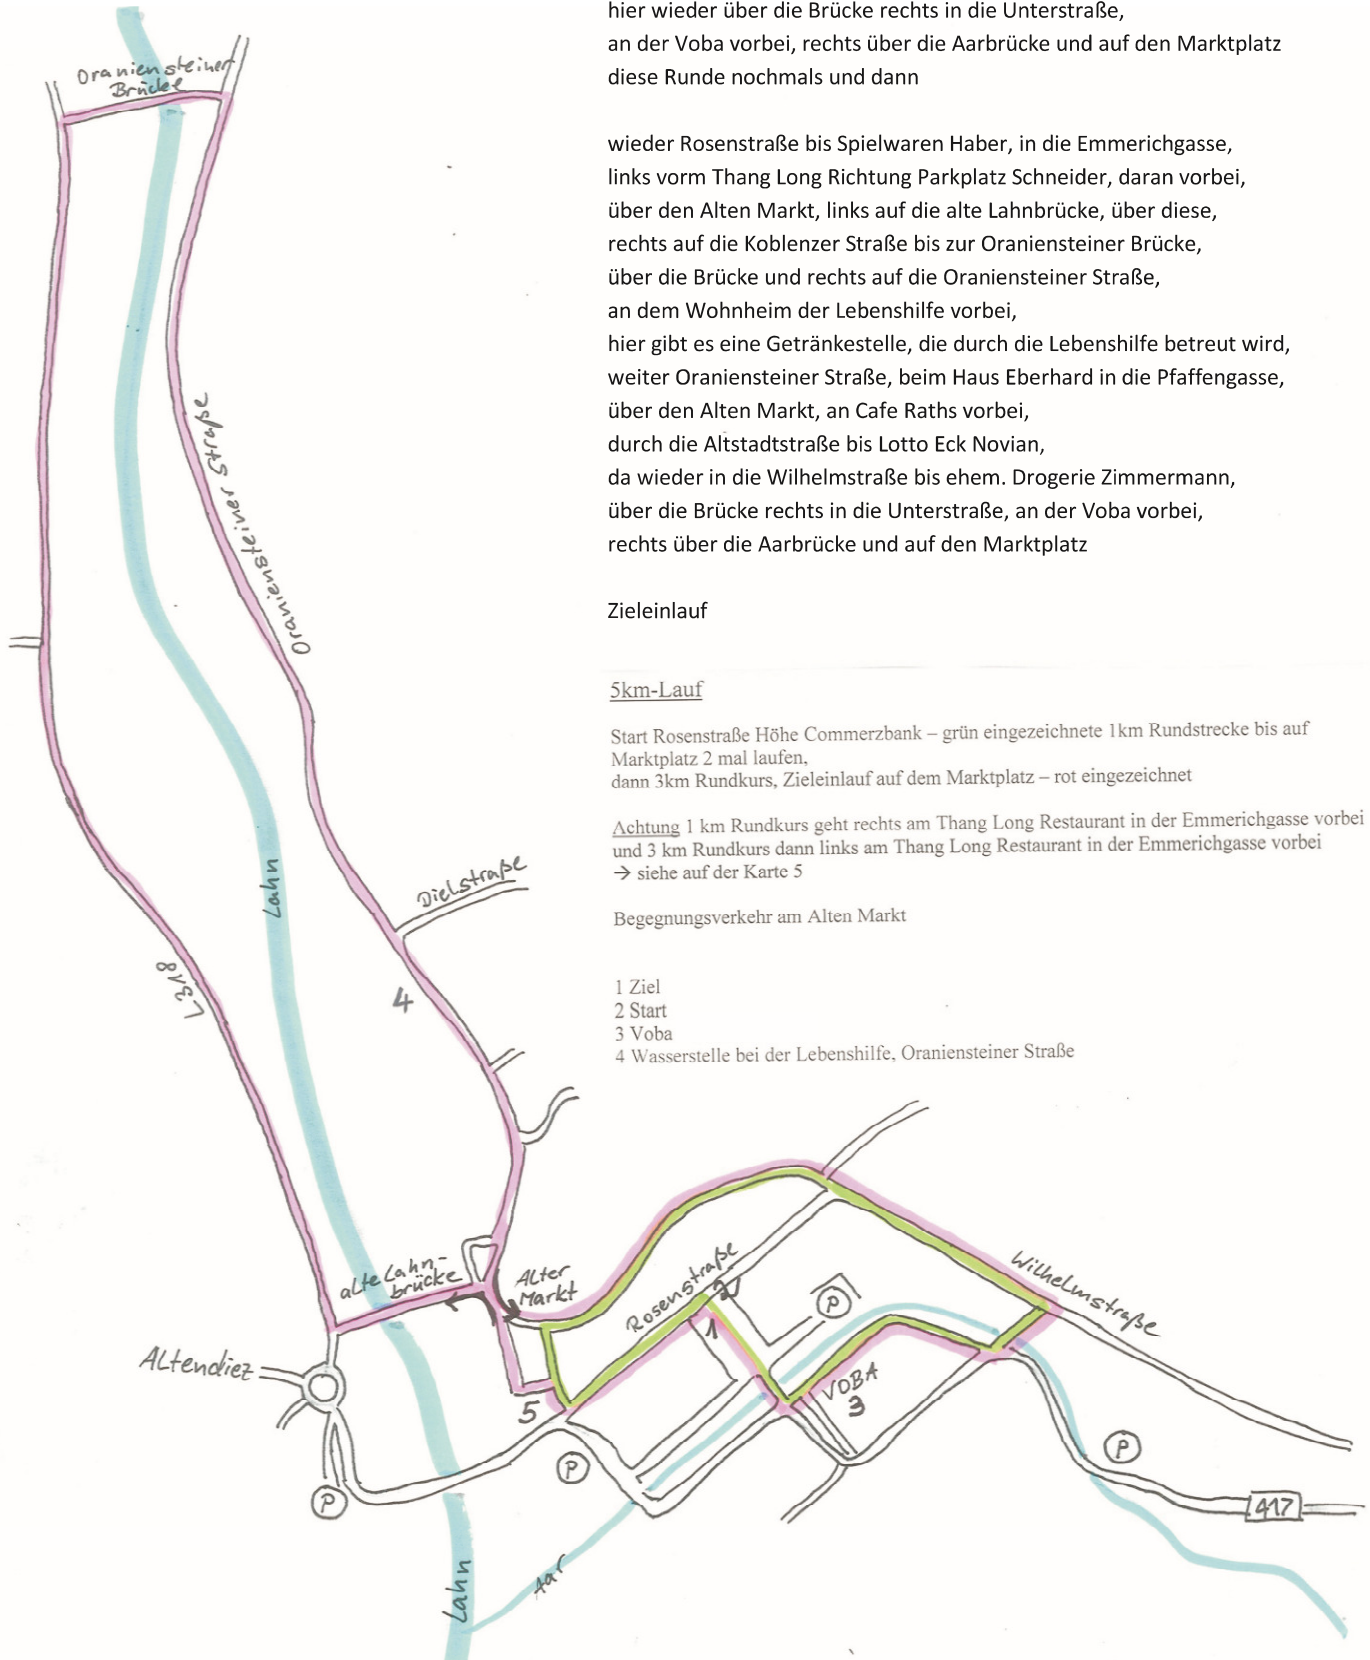 hier wieder über die Brücke rechts in die Unterstraße,
an der Voba vorbei, rechts über die Aarbrücke und auf den Marktplatz
diese Runde nochmals und dann
wieder Rosenstraße bis Spielwaren Haber, in die Emmerichgasse,
links vorm Thang Long Richtung Parkplatz Schneider, daran vorbei,
über den Alten Markt, links auf die alte Lahnbrücke, über diese,
rechts auf die Koblenzer Straße bis zur Oraniensteiner Brücke,
über die Brücke und rechts auf die Oraniensteiner Straße,
an dem Wohnheim der Lebenshilfe vorbei,
hier gibt es eine Getränkestelle, die durch die Lebenshilfe betreut wird,
weiter Oraniensteiner Straße, beim Haus Eberhard in die Pfaffengasse,
über den Alten Markt, an Cafe Raths vorbei,
durch die Altstadtstraße bis Lotto Eck Novian,
da wieder in die Wilhelmstraße bis ehem. Drogerie Zimmermann,
über die Brücke rechts in die Unterstraße, an der Voba vorbei,
rechts über die Aarbrücke und auf den Marktplatz
Zieleinlauf
5km-Lauf
Start Rosenstraße Höhe Commerzbank – grün eingezeichnete 1km Rundstrecke bis auf
Marktplatz 2 mal laufen,
dann 3km Rundkurs, Zieleinlauf auf dem Marktplatz – rot eingezeichnet
Achtung 1 km Rundkurs geht rechts am Thang Long Restaurant in der Emmerichgasse vorbei
und 3 km Rundkurs dann links am Thang Long Restaurant in der Emmerichgasse vorbei
→ siehe auf der Karte 5
Begegnungsverkehr am Alten Markt
1 Ziel
2 Start
3 Voba
4 Wasserstelle bei der Lebenshilfe, Oraniensteiner Straße
Oraniensteiner
Brücke
Oraniensteiner Straße
Lahn
Dielstraße
L318
4
alte Lahn-
brücke
Alter
Markt
Rosenstraße
2
1
P
Wilhelmstraße
Altendiez
5
VOBA
3
P
P
P
417
Aar
Lahn